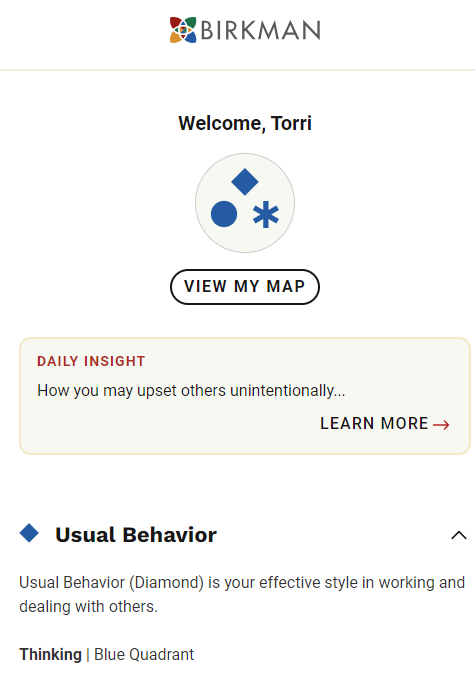 BIRKMAN
Welcome, Torri
VIEW MY MAP
DAILY INSIGHT
How you may upset others unintentionally...
LEARN MORE →
Usual Behavior
Usual Behavior (Diamond) is your effective style in working and
dealing with others.
Thinking | Blue Quadrant